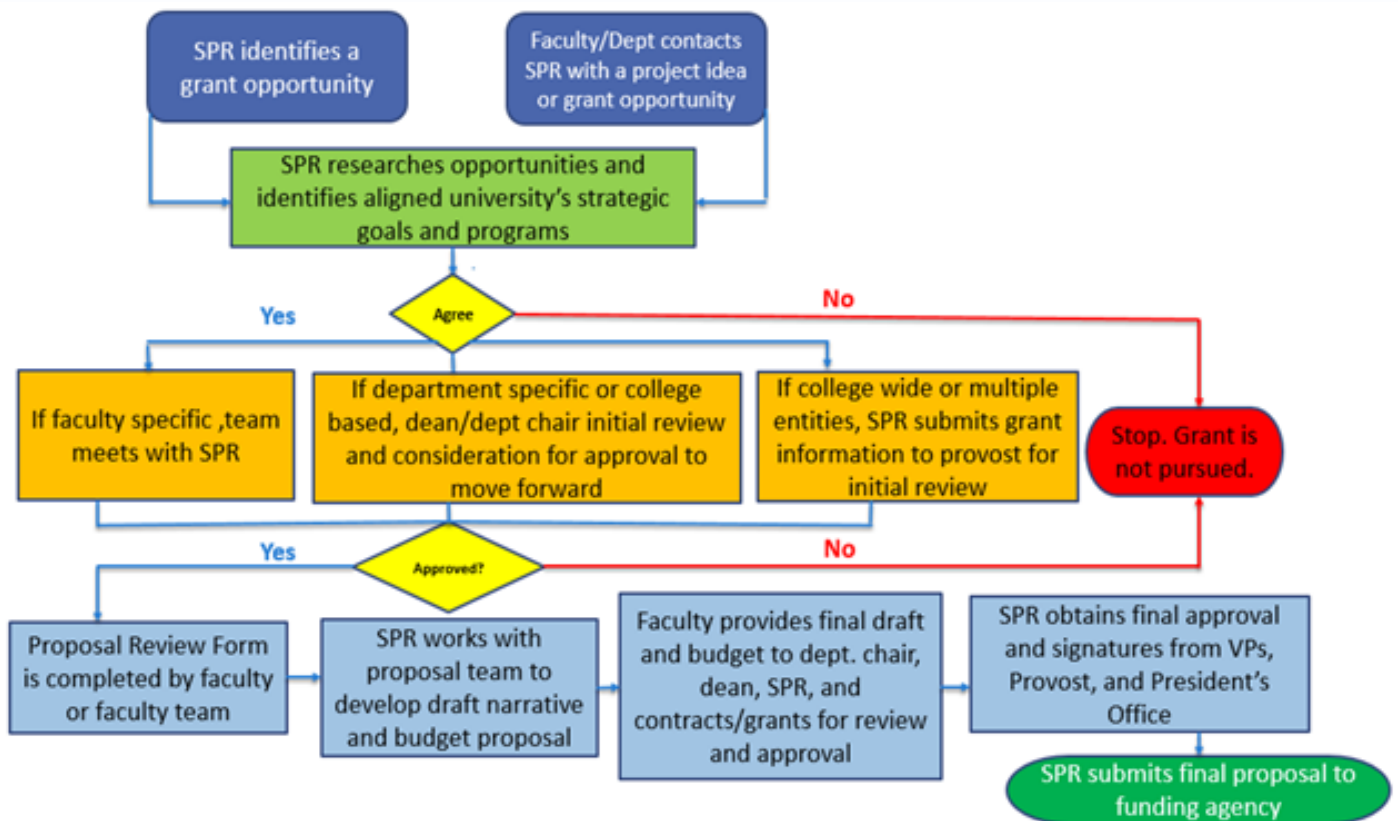 SPR identifies a
grant opportunity
Faculty/Dept contacts
SPR with a project idea
or grant opportunity
SPR researches opportunities and
identifies aligned university's strategic
goals and programs
Agree
Yes
No
If faculty specific ,team
meets with SPR
If department specific or college
based, dean/dept chair initial review
and consideration for approval to
move forward
If college wide or multiple
entities, SPR submits grant
information to provost for
initial review
Stop. Grant is
not pursued.
Approved?
Yes
No
Proposal Review Form
is completed by faculty
or faculty team
SPR works with
proposal team to
develop draft narrative
and budget proposal
Faculty provides final draft
and budget to dept. chair,
dean, SPR, and
contracts/grants for review
and approval
SPR obtains final approval
and signatures from VPs,
Provost, and President's
Office
SPR submits final proposal to
funding agency